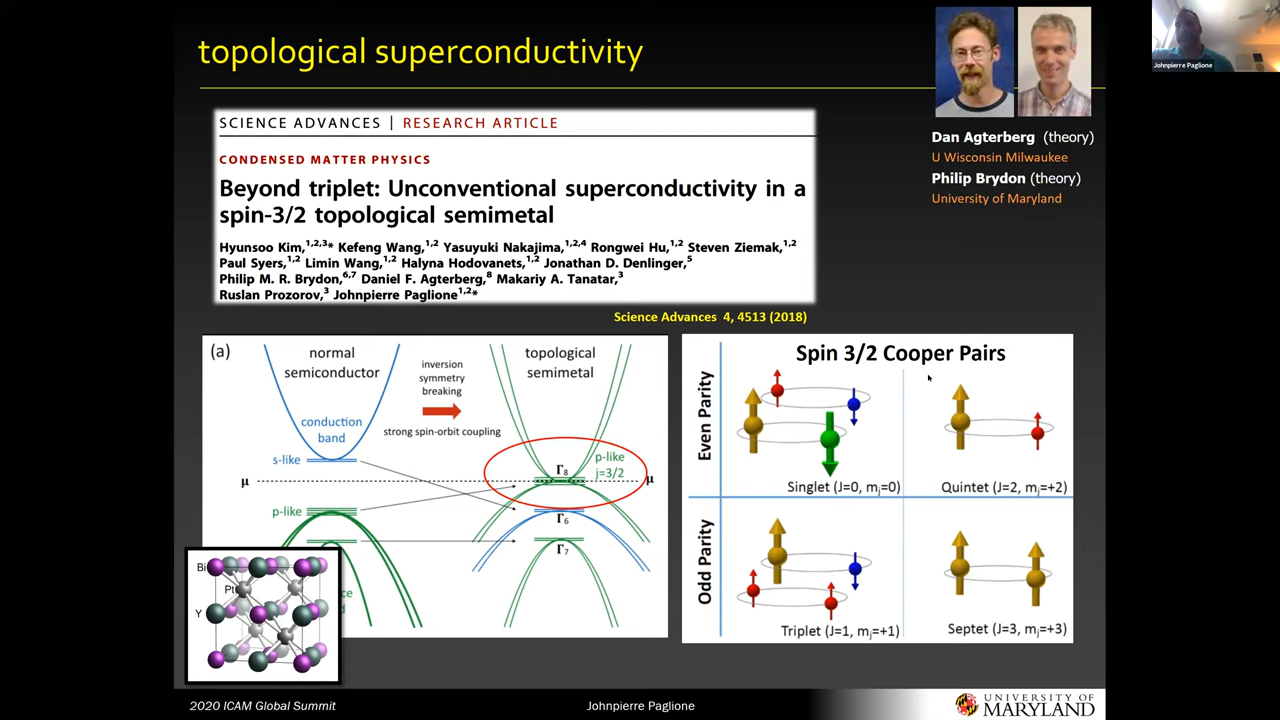 topological superconductivity
Johnpierre Paglione
SCIENCE ADVANCES | RESEARCH ARTICLE
CONDENSED MATTER PHYSICS
Beyond triplet: Unconventional superconductivity in a
spin-3/2 topological semimetal
Hyunsoo Kim,1,2,3* Kefeng Wang,1,2 Yasuyuki Nakajima,1,2,4 Rongwei Hu,1,2 Steven Ziemak,1,2
Paul Syers,1,2 Limin Wang,1,2 Halyna Hodovanets,1,2 Jonathan D. Denlinger,5
Philip M. R. Brydon,6,7 Daniel F. Agterberg,8 Makariy A. Tanatar,3
Ruslan Prozorov,3 Johnpierre Paglione1,2*
Science Advances 4, 4513 (2018)
Dan Agterberg (theory)
U Wisconsin Milwaukee
Philip Brydon (theory)
University of Maryland
(a)
normal
semiconductor
inversion
symmetry
breaking
strong spin-orbit coupling
topological
semimetal
conduction
band
s-like
μ
p-like
p-like
j=3/2
μ
Γ8
Γ6
Γ7
Bi
Pt
Y
Spin 3/2 Cooper Pairs
Even Parity
Singlet (J=0, mj=0)
Quintet (J=2, mj=+2)
Odd Parity
Triplet (J=1, mj=+1)
Septet (J=3, mj=+3)
2020 ICAM Global Summit
Johnpierre Paglione
UNIVERSITY OF
MARYLAND